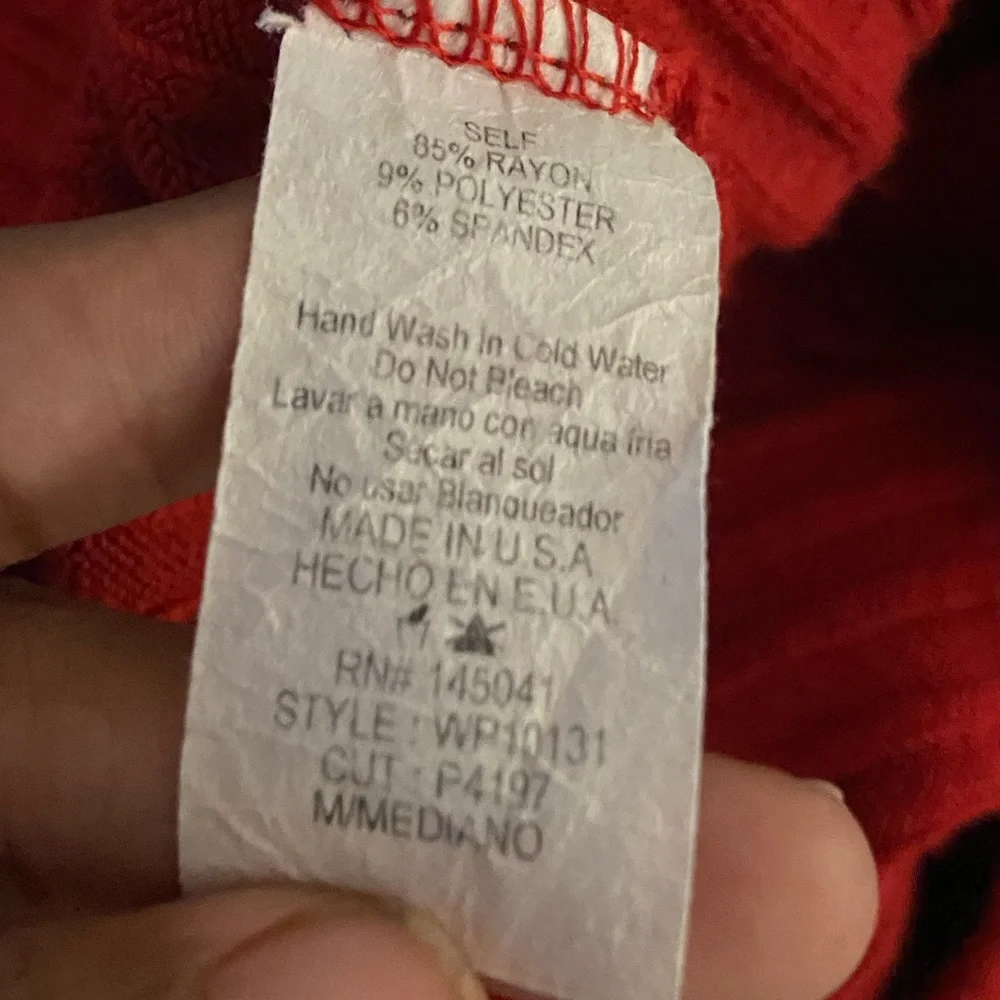 SELF
85% RAYON
9% POLYESTER
6% SPANDEX
Hand Wash In Cold Water
Do Not Bleach
Lavar a mano con aqua fria
Secar al sol
No usar Blanqueador
MADE IN U.S.A
HECHO EN E.U.A.
RN# 145041
STYLE : WP10131
CUT : P4197
M/MEDIANO